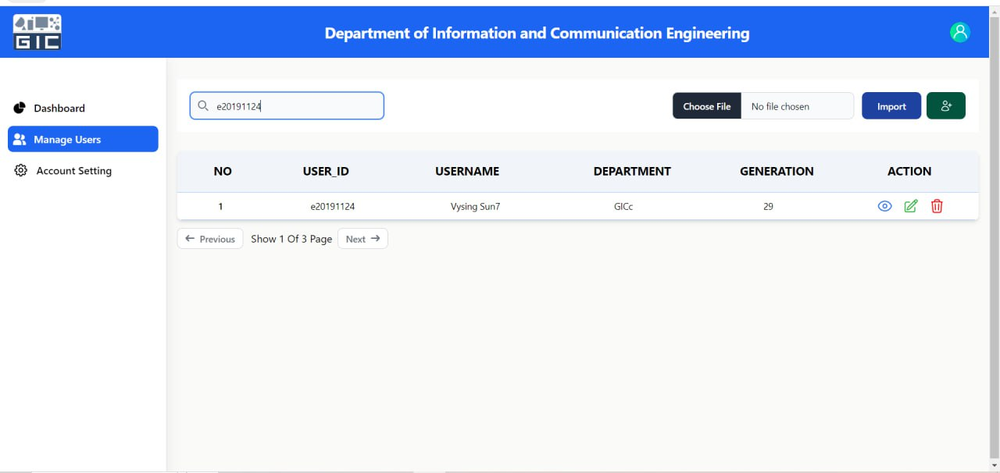 GIC
Department of Information and Communication Engineering
Dashboard
Manage Users
Account Setting
e20191124
Choose File No file chosen
Import
NO USER_ID USERNAME DEPARTMENT GENERATION ACTION
1 e20191124 Vysing Sun7 GICc 29
Previous Show 1 Of 3 Page Next